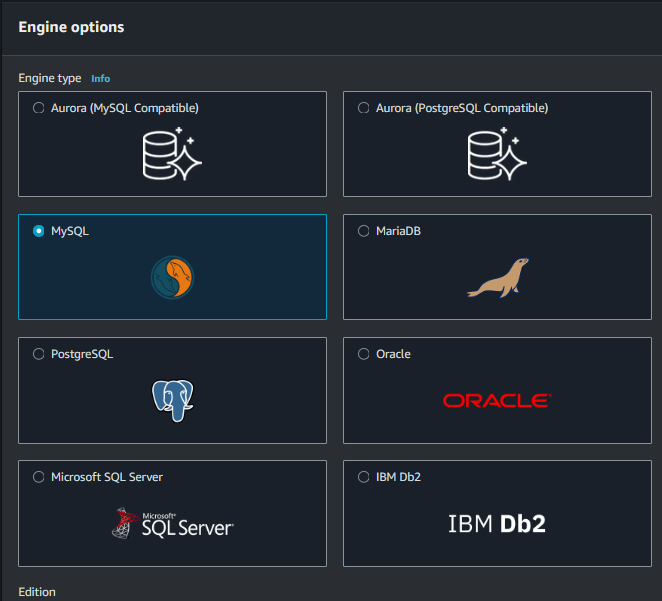 Engine options
Engine type Info
Aurora (MySQL Compatible)
Aurora (PostgreSQL Compatible)
MySQL
MariaDB
PostgreSQL
Oracle
ORACLE
Microsoft SQL Server
Microsoft®
SQL Server®
IBM Db2
IBM Db2
Edition